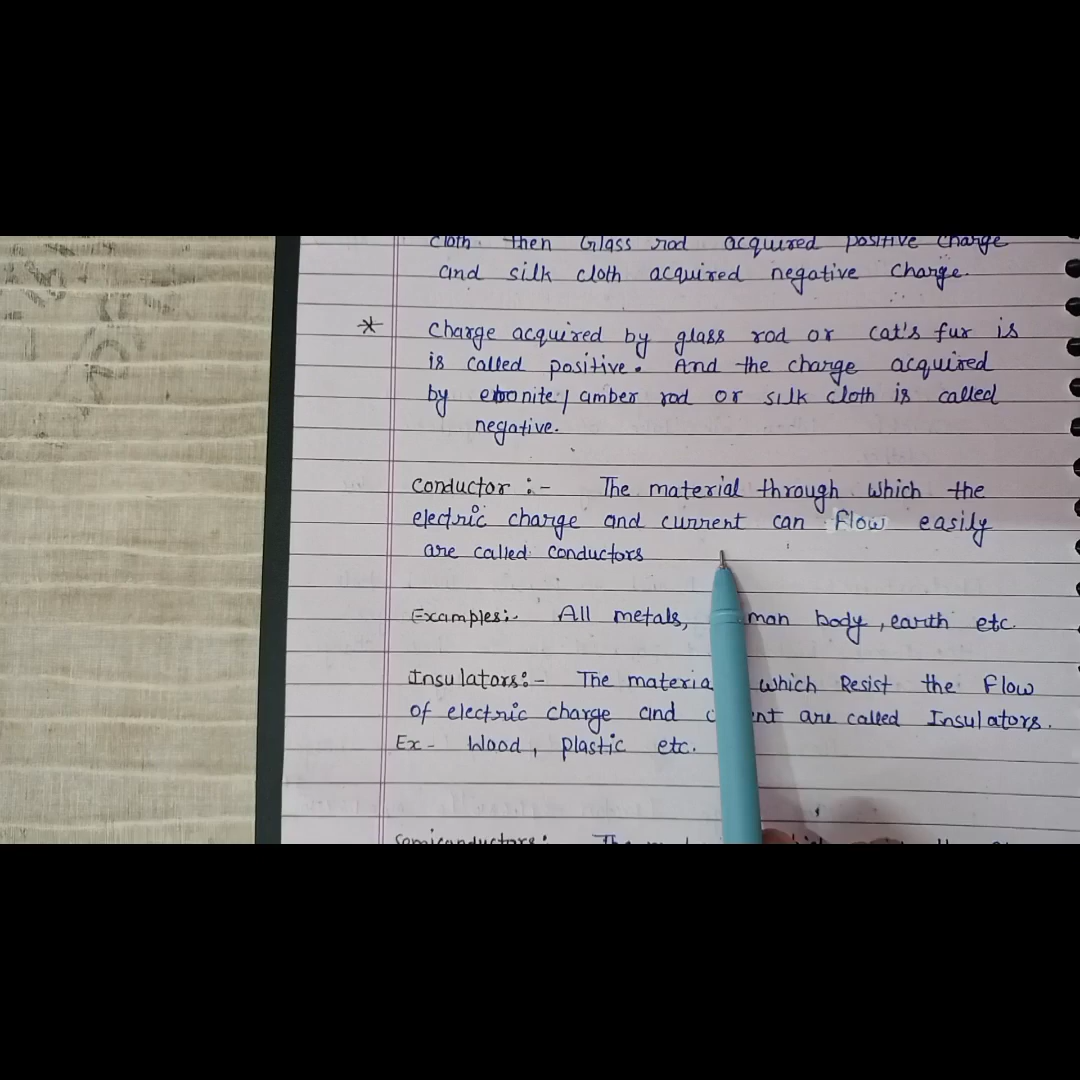 cloth. then Glass rod acquired positive charge
and silk cloth acquired negative charge.
* Charge acquired by glass rod or cat's fur is
is called positive. And the charge acquired
by ebonite / amber rod or silk cloth is called
negative.
Conductor :- The material through which the
electric charge and current can flow easily
are called conductors
Examples:- All metals, man body, earth etc.
Insulators:- The materia which Resist the flow
of electric charge and c nt are called Insulators.
Ex- Wood, plastic etc.
Semiconductors: